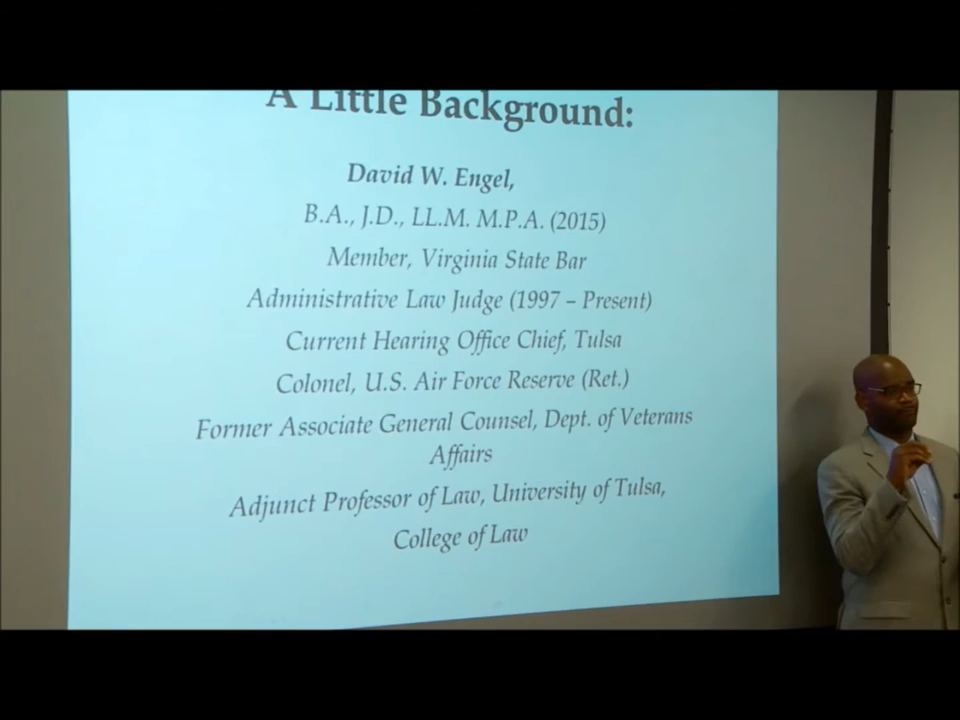 A Little Background:
David W. Engel,
B.A., J.D., LL.M. M.P.A. (2015)
Member, Virginia State Bar
Administrative Law Judge (1997 – Present)
Current Hearing Office Chief, Tulsa
Colonel, U.S. Air Force Reserve (Ret.)
Former Associate General Counsel, Dept. of Veterans
Affairs
Adjunct Professor of Law, University of Tulsa,
College of Law